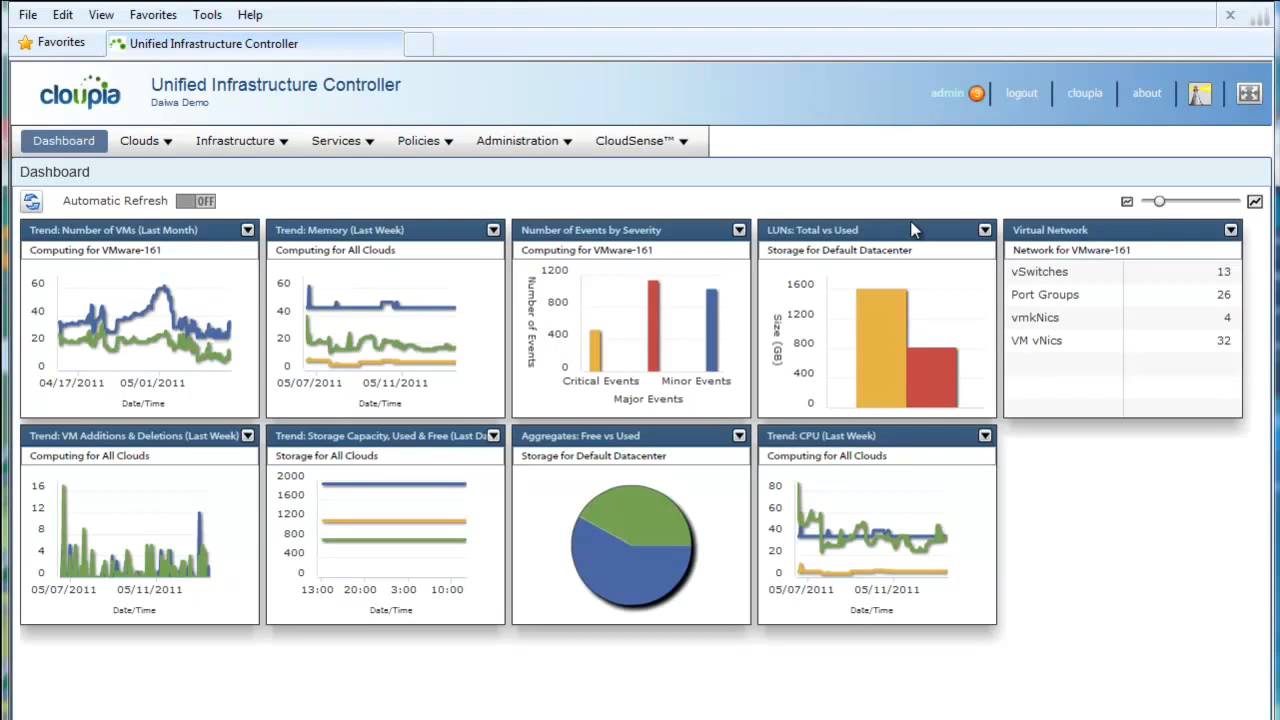 File Edit View Favorites Tools Help X
Favorites Unified Infrastructure Controller
cloupia Unified Infrastructure Controller
Daiwa Demo
admin 3 logout cloupia about
Dashboard Clouds Infrastructure Services Policies Administration CloudSense™
Dashboard
Automatic Refresh OFF
Trend: Number of VMs (Last Month)
Computing for VMware-161
60
40
20
0
04/17/2011 05/01/2011
Date/Time
Trend: Memory (Last Week)
Computing for All Clouds
60
40
20
0
05/07/2011 05/11/2011
Date/Time
Number of Events by Severity
Computing for VMware-161
Number of Events
1200
800
400
0
Critical Events Minor Events
Major Events
LUNs: Total vs Used
Storage for Default Datacenter
Size (GB)
1600
1200
800
400
0
Virtual Network
Network for VMware-161
vSwitches 13
Port Groups 26
vmkNics 4
VM vNics 32
Trend: VM Additions & Deletions (Last Week)
Computing for All Clouds
16
12
8
4
0
05/07/2011 05/11/2011
Date/Time
Trend: Storage Capacity, Used & Free (Last Da
Storage for All Clouds
2000
1600
1200
800
400
0
13:00 20:00 3:00 10:00
Date/Time
Aggregates: Free vs Used
Storage for Default Datacenter
Trend: CPU (Last Week)
Computing for All Clouds
80
60
40
20
0
05/07/2011 05/11/2011
Date/Time